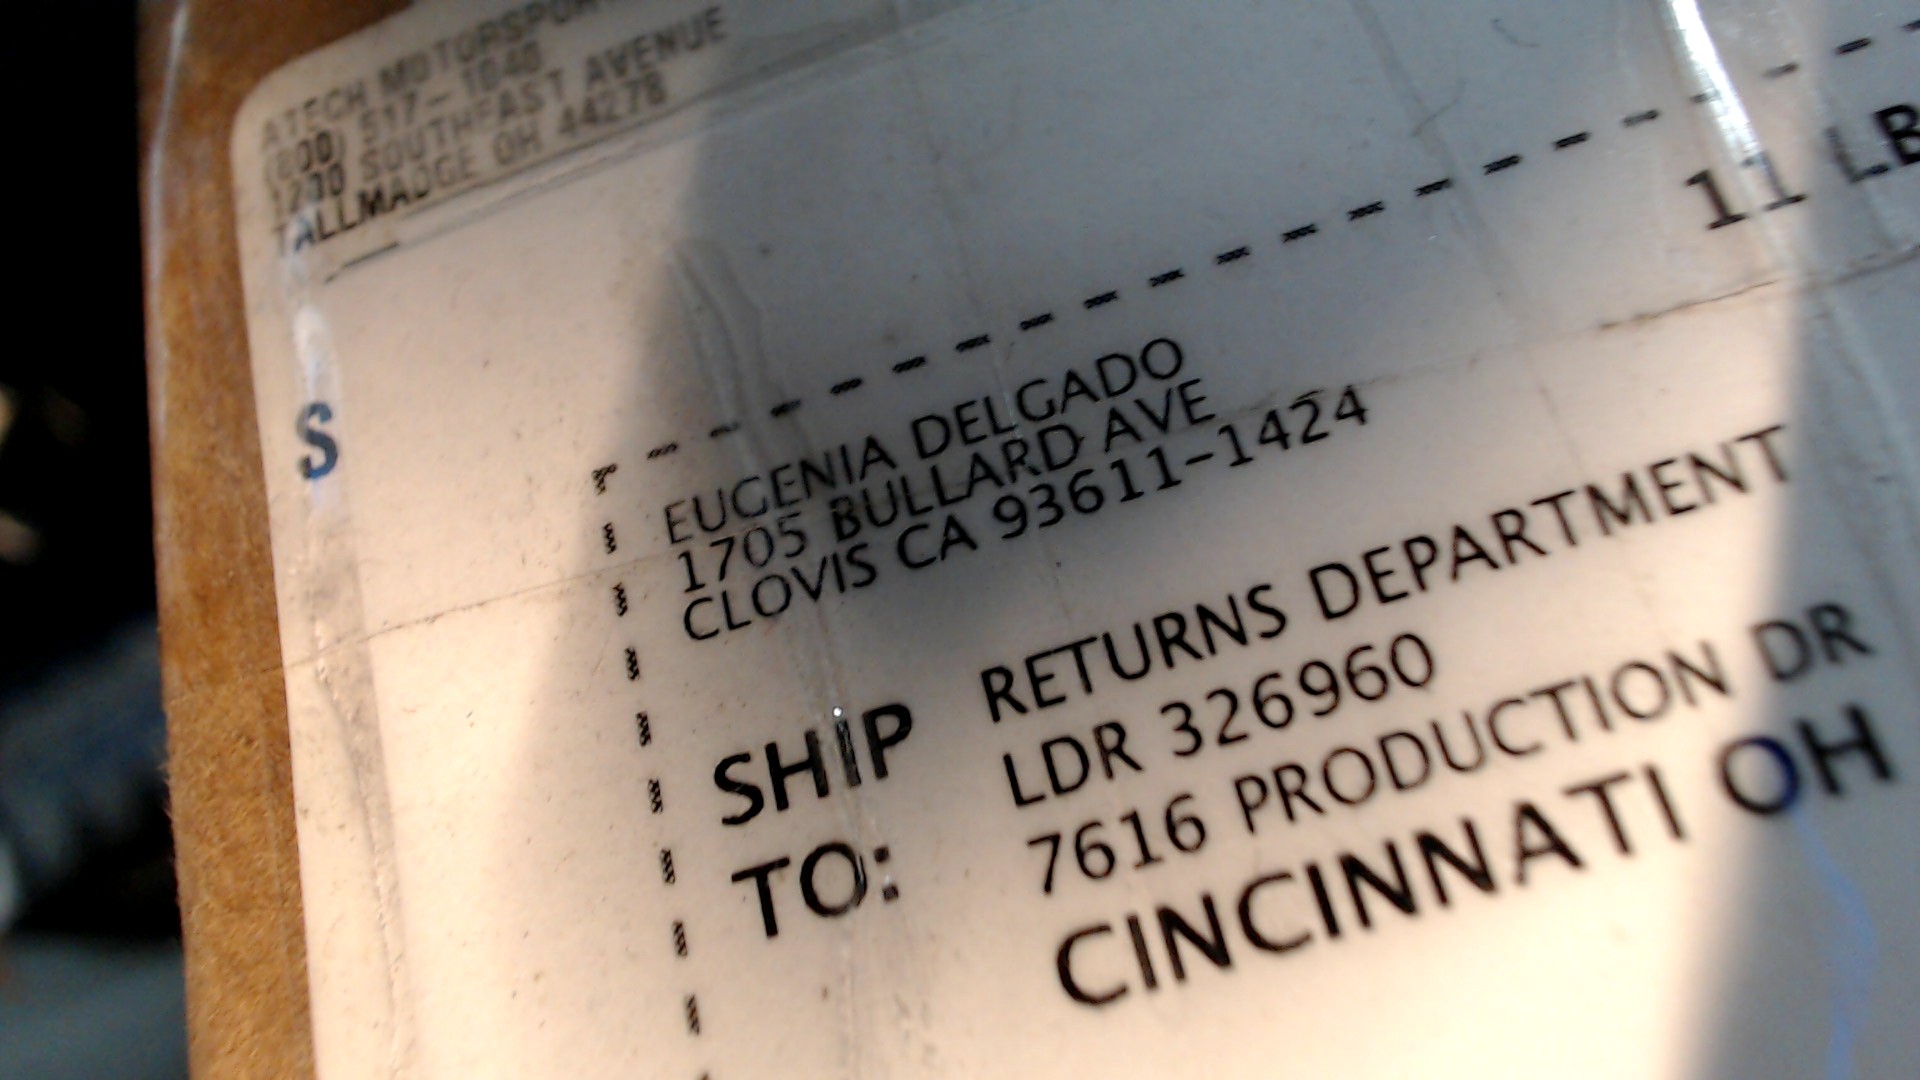 ATECH MOTORSPORTS
(800) 517-1048
1200 SOUTHEAST AVENUE
TALLMADGE OH 44278
11 LB
S
EUGENIA DELGADO
1705 BULLARD AVE
CLOVIS CA 93611-1424
SHIP TO:
RETURNS DEPARTMENT
LDR 326960
7616 PRODUCTION DR
CINCINNATI OH